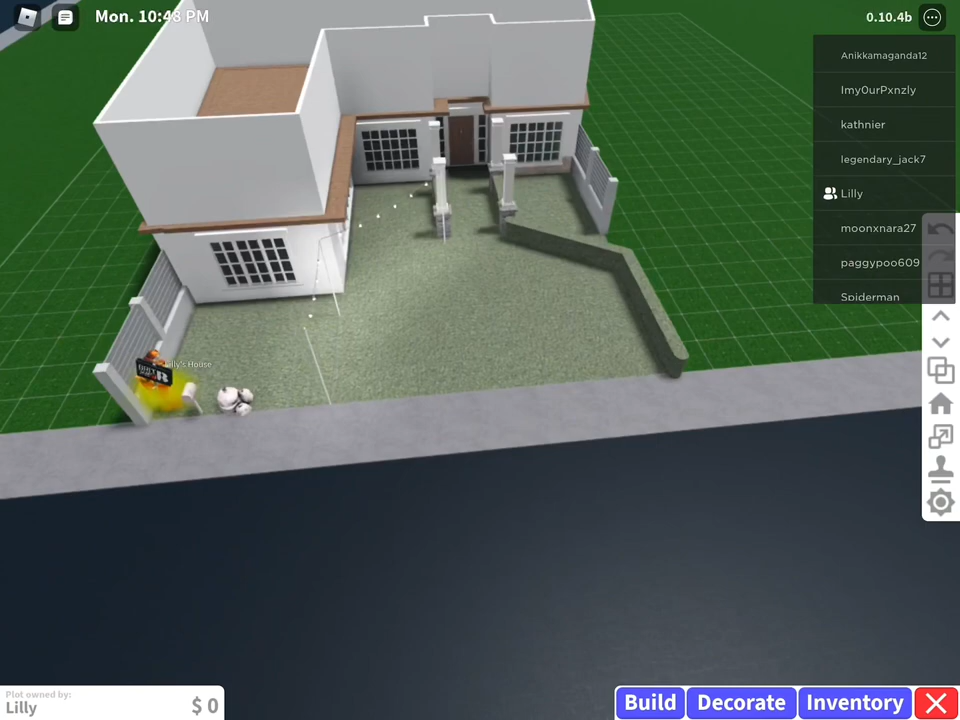 Mon. 10:43 PM
0.10.4b
Anikkamaganda12
Imy0urPxnzly
kathnier
legendary_jack7
Lilly
moonxnara27
paggypoo609
Spiderman
Lilly's House
Plot owned by:
Lilly
$ 0
Build
Decorate
Inventory